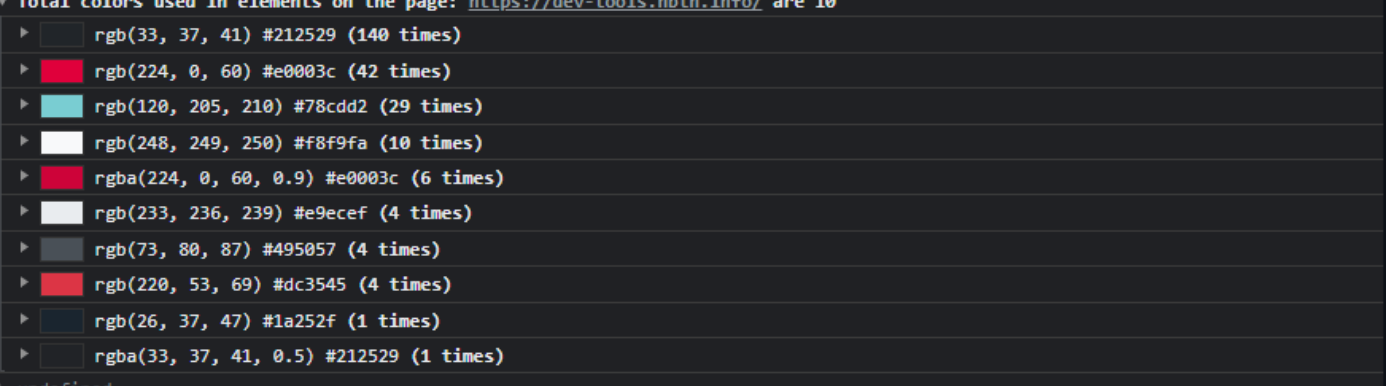 Total colors used in elements on the page: https://dev-tools.hbtn.info/ are 10
rgb(33, 37, 41) #212529 (140 times)
rgb(224, 0, 60) #e0003c (42 times)
rgb(120, 205, 210) #78cdd2 (29 times)
rgb(248, 249, 250) #f8f9fa (10 times)
rgba(224, 0, 60, 0.9) #e0003c (6 times)
rgb(233, 236, 239) #e9ecef (4 times)
rgb(73, 80, 87) #495057 (4 times)
rgb(220, 53, 69) #dc3545 (4 times)
rgb(26, 37, 47) #1a252f (1 times)
rgba(33, 37, 41, 0.5) #212529 (1 times)